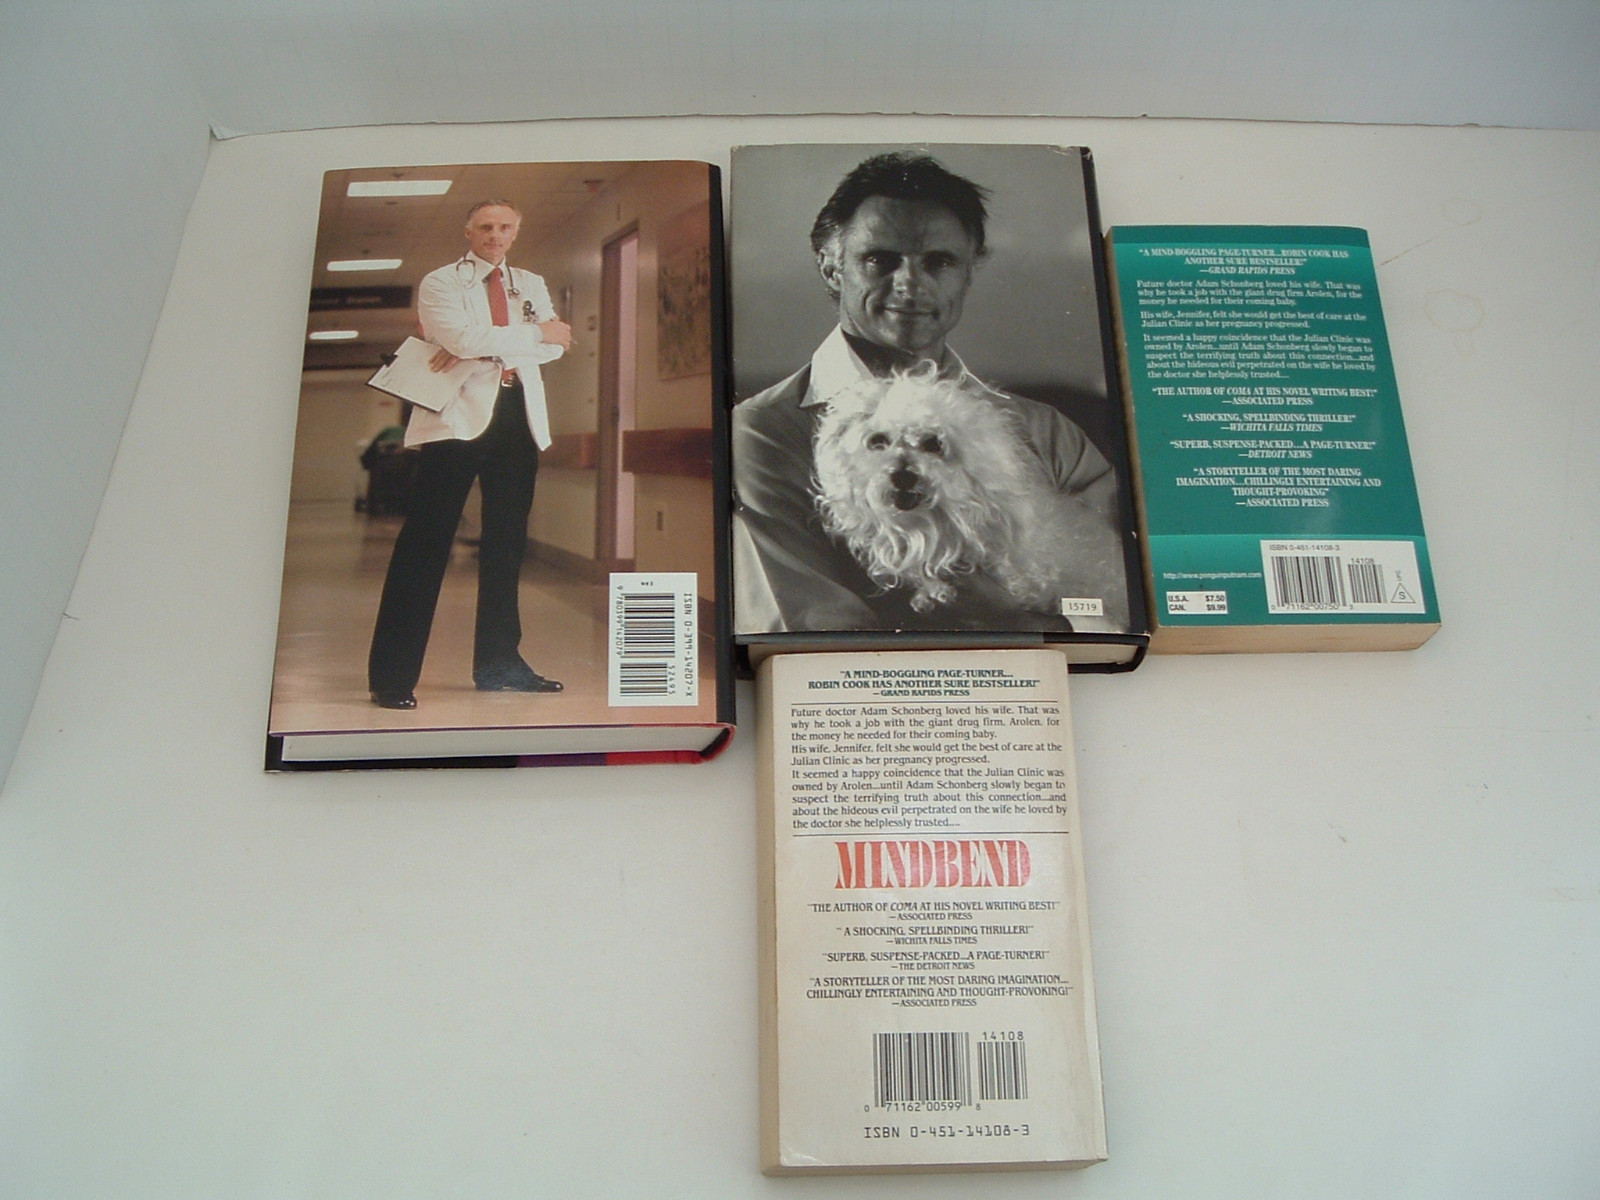 ISBN 0-399-14207-X
9 780399 142079
52495
15719
"A MIND-BOGGLING PAGE-TURNER...ROBIN COOK HAS
ANOTHER SURE BESTSELLER!"
—GRAND RAPIDS PRESS
Future doctor Adam Schonberg loved his wife. That was
why he took a job with the giant drug firm Arolen, for the
money he needed for their coming baby.
His wife, Jennifer, felt she would get the best of care at the
Julian Clinic as her pregnancy progressed.
It seemed a happy coincidence that the Julian Clinic was
owned by Arolen...until Adam Schonberg slowly began to
suspect the terrifying truth about this connection...and
about the hideous evil perpetrated on the wife he loved by
the doctor she helplessly trusted....
"THE AUTHOR OF COMA AT HIS NOVEL WRITING BEST!"
—ASSOCIATED PRESS
"A SHOCKING, SPELLBINDING THRILLER!"
—WICHITA FALLS TIMES
"SUPERB, SUSPENSE-PACKED...A PAGE-TURNER!"
—DETROIT NEWS
"A STORYTELLER OF THE MOST DARING
IMAGINATION...CHILLINGLY ENTERTAINING AND
THOUGHT-PROVOKING"
—ASSOCIATED PRESS
ISBN 0-451-14108-3
14108
http://www.penguinputnam.com
0 71162 00750 3
UPC
S
U.S.A. $7.50
CAN. $9.99
"A MIND-BOGGLING PAGE-TURNER...
ROBIN COOK HAS ANOTHER SURE BESTSELLER!"
—GRAND RAPIDS PRESS
Future doctor Adam Schonberg loved his wife. That was
why he took a job with the giant drug firm, Arolen, for
the money he needed for their coming baby.
His wife, Jennifer, felt she would get the best of care at the
Julian Clinic as her pregnancy progressed.
It seemed a happy coincidence that the Julian Clinic was
owned by Arolen...until Adam Schonberg slowly began to
suspect the terrifying truth about this connection...and
about the hideous evil perpetrated on the wife he loved by
the doctor she helplessly trusted....
MINDBEND
"THE AUTHOR OF COMA AT HIS NOVEL WRITING BEST!"
—ASSOCIATED PRESS
"A SHOCKING, SPELLBINDING THRILLER!"
—WICHITA FALLS TIMES
"SUPERB, SUSPENSE-PACKED...A PAGE-TURNER!"
—THE DETROIT NEWS
"A STORYTELLER OF THE MOST DARING IMAGINATION...
CHILLINGLY ENTERTAINING AND THOUGHT-PROVOKING!"
—ASSOCIATED PRESS
14108
0 71162 00599 8
ISBN 0-451-14108-3